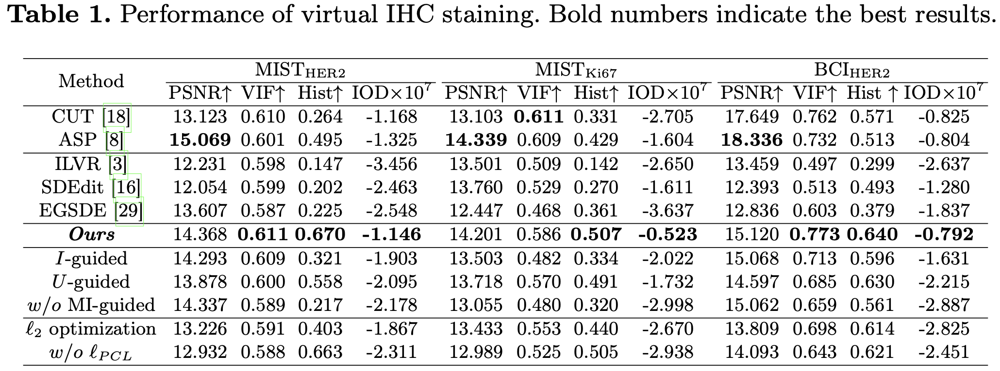 Table 1. Performance of virtual IHC staining. Bold numbers indicate the best results.
Method MIST_HER2 MIST_Ki67 BCI_HER2
PSNR↑ VIF↑ Hist↑ IOD×10^7 PSNR↑ VIF↑ Hist↑ IOD×10^7 PSNR↑ VIF↑ Hist ↑ IOD×10^7
CUT [18] 13.123 0.610 0.264 -1.168 13.103 0.611 0.331 -2.705 17.649 0.762 0.571 -0.825
ASP [8] 15.069 0.601 0.495 -1.325 14.339 0.609 0.429 -1.604 18.336 0.732 0.513 -0.804
ILVR [3] 12.231 0.598 0.147 -3.456 13.501 0.509 0.142 -2.650 13.459 0.497 0.299 -2.637
SDEdit [16] 12.054 0.599 0.202 -2.463 13.760 0.529 0.270 -1.611 12.393 0.513 0.493 -1.280
EGSDE [29] 13.607 0.587 0.225 -2.548 12.447 0.468 0.361 -3.637 12.836 0.603 0.379 -1.837
Ours 14.368 0.611 0.670 -1.146 14.201 0.586 0.507 -0.523 15.120 0.773 0.640 -0.792
I-guided 14.293 0.609 0.321 -1.903 13.503 0.482 0.334 -2.022 15.068 0.713 0.596 -1.631
U-guided 13.878 0.600 0.558 -2.095 13.718 0.570 0.491 -1.732 14.597 0.685 0.630 -2.215
w/o MI-guided 14.337 0.589 0.217 -2.178 13.055 0.480 0.320 -2.998 15.062 0.659 0.561 -2.887
ℓ₂ optimization 13.226 0.591 0.403 -1.867 13.433 0.553 0.440 -2.670 13.809 0.698 0.614 -2.825
w/o ℓ_PCL 12.932 0.588 0.663 -2.311 12.989 0.525 0.505 -2.938 14.093 0.643 0.621 -2.451